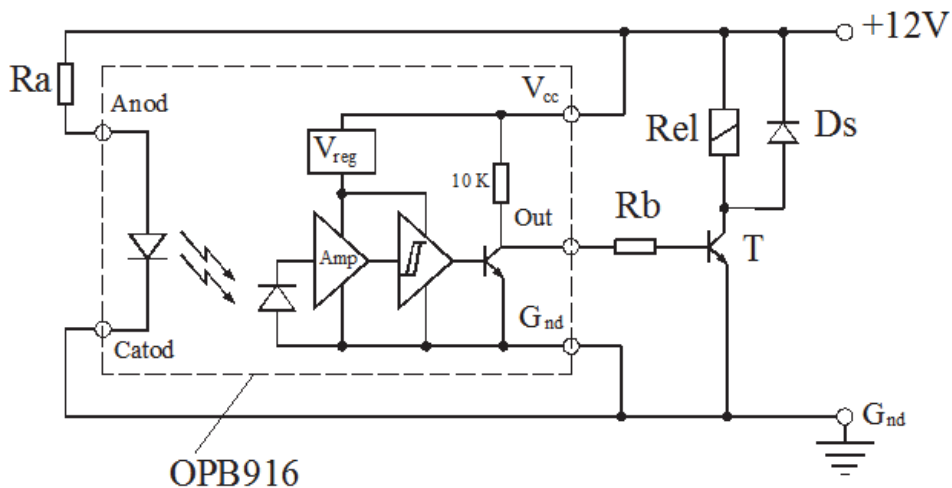 +12V
Ra
Anod
Vcc
Vreg
10 K
Rel
Ds
Out
Rb
Amp
T
Gnd
Catod
Gnd
OPB916